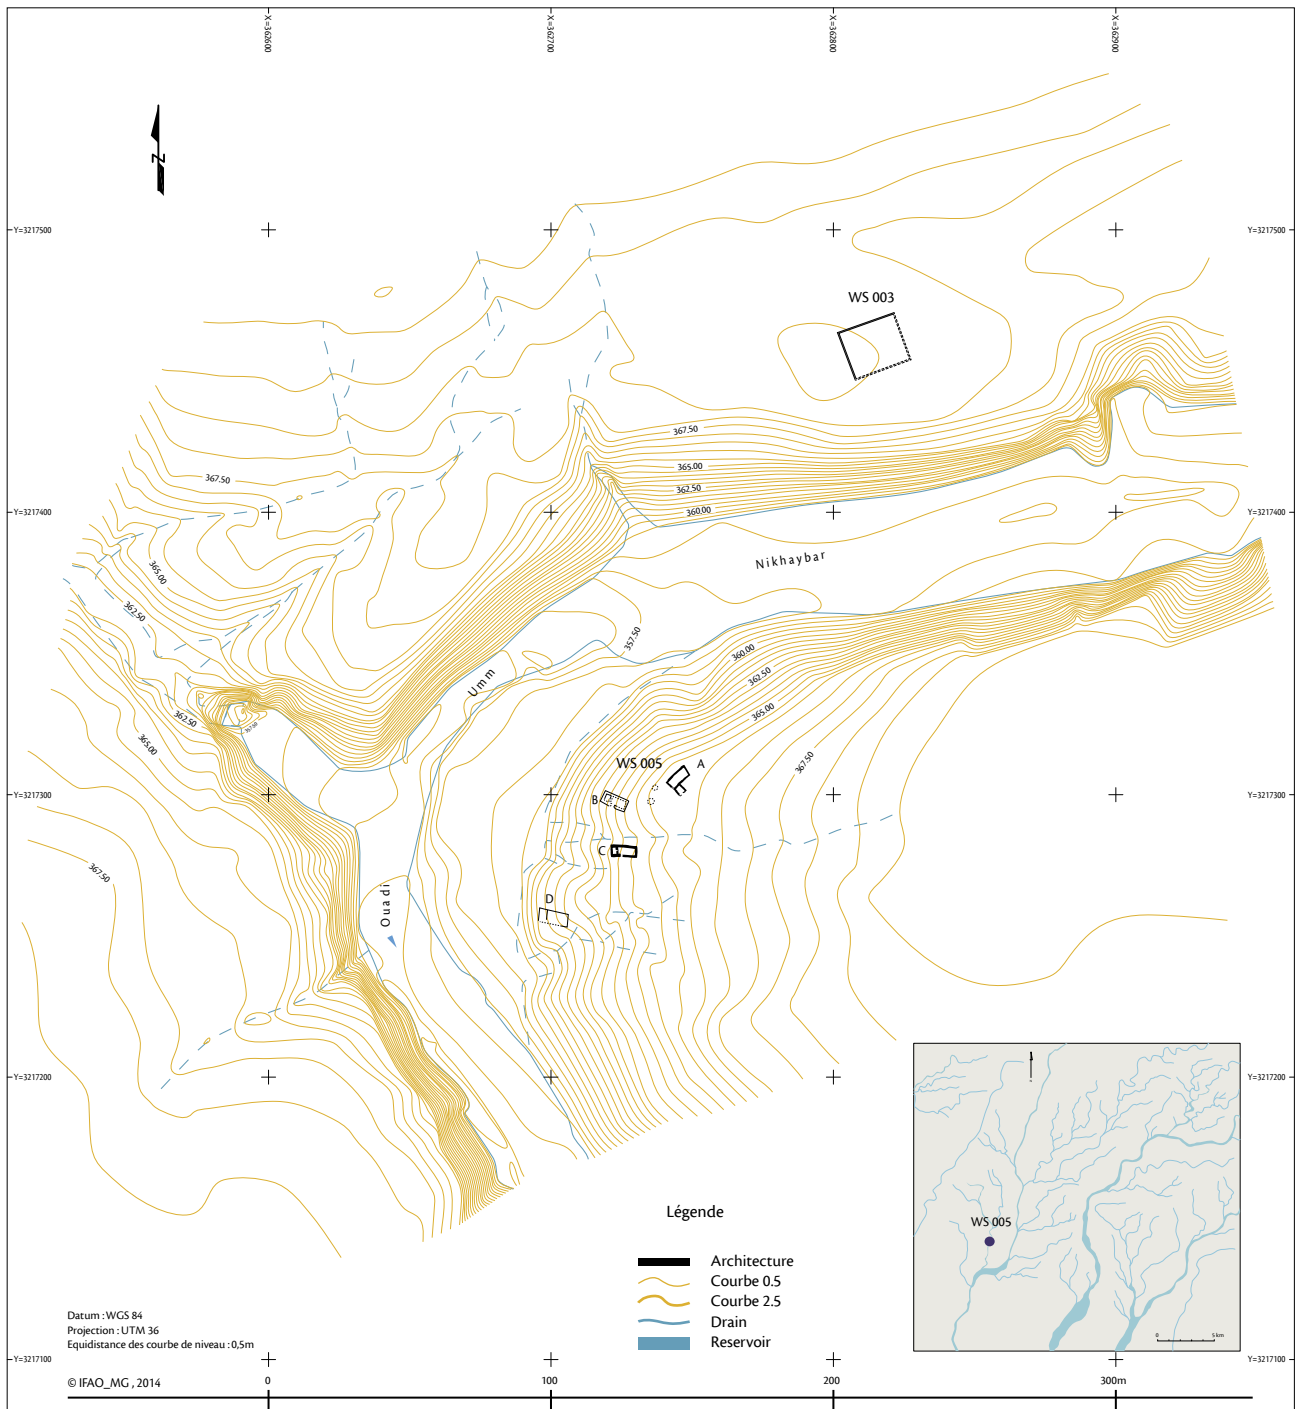 X=362600
X=362700
X=362800
X=362900
Y=3217500
Y=3217500
WS 003
367.50
365.00
367.50
362.50
360.00
Y=3217400
Y=3217400
Nikhaybar
365.00
362.50
357.50
360.00
Umm
362.50
365.00
362.50
365.00
367.50
WS 005
A
B
Y=3217300
Y=3217300
C
367.50
Ouadi
D
Y=3217200
Y=3217200
WS 005
0
5 km
Légende
Architecture
Courbe 0.5
Courbe 2.5
Drain
Reservoir
Datum : WGS 84
Projection : UTM 36
Equidistance des courbe de niveau : 0,5m
Y=3217100
Y=3217100
© IFAO_MG , 2014
0
100
200
300m